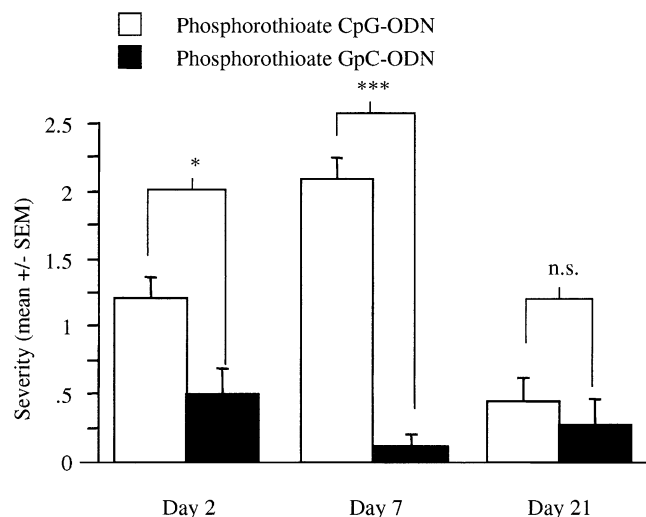 Phosphorothioate CpG-ODN
Phosphorothioate GpC-ODN
***
*
n.s.
Severity (mean +/- SEM)
2.5
2
1.5
1
.5
0
Day 2
Day 7
Day 21